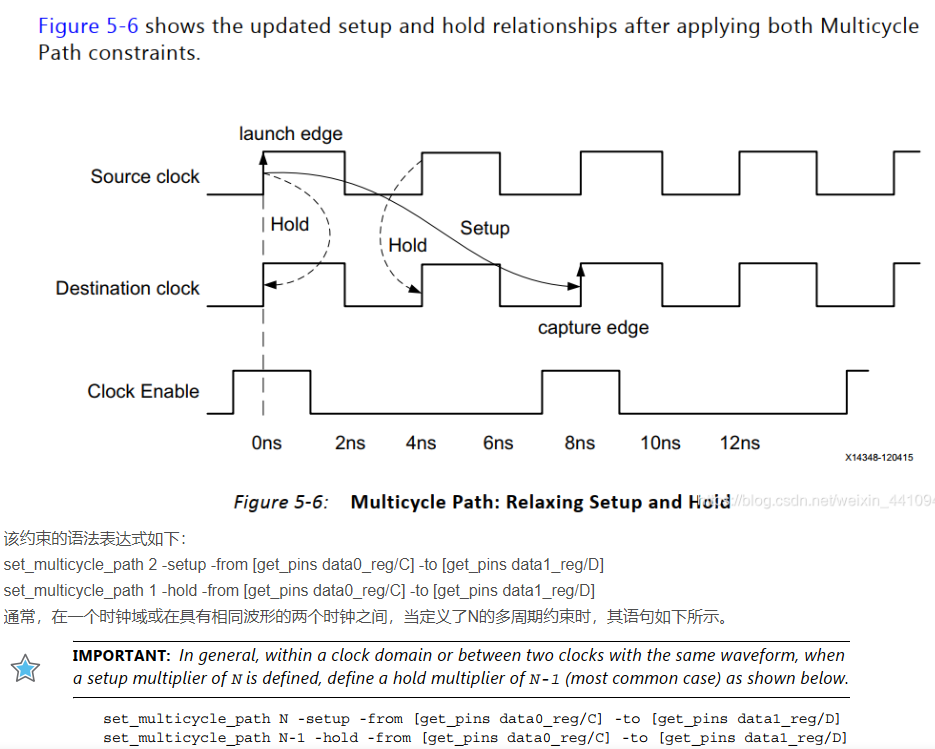 Figure 5-6 shows the updated setup and hold relationships after applying both Multicycle
Path constraints.
launch edge
Source clock
Hold
Setup
Hold
Destination clock
capture edge
Clock Enable
0ns 2ns 4ns 6ns 8ns 10ns 12ns
X14348-120415
Figure 5-6: Multicycle Path: Relaxing Setup and Hold
https://blog.csdn.net/weixin_44109
该约束的语法表达式如下：
set_multicycle_path 2 -setup -from [get_pins data0_reg/C] -to [get_pins data1_reg/D]
set_multicycle_path 1 -hold -from [get_pins data0_reg/C] -to [get_pins data1_reg/D]
通常，在一个时钟域或在具有相同波形的两个时钟之间，当定义了N的多周期约束时，其语句如下所示。
IMPORTANT: In general, within a clock domain or between two clocks with the same waveform, when
a setup multiplier of N is defined, define a hold multiplier of N-1 (most common case) as shown below.
set_multicycle_path N -setup -from [get_pins data0_reg/C] -to [get_pins data1_reg/D]
set_multicycle_path N-1 -hold -from [get_pins data0_reg/C] -to [get_pins data1_reg/D]